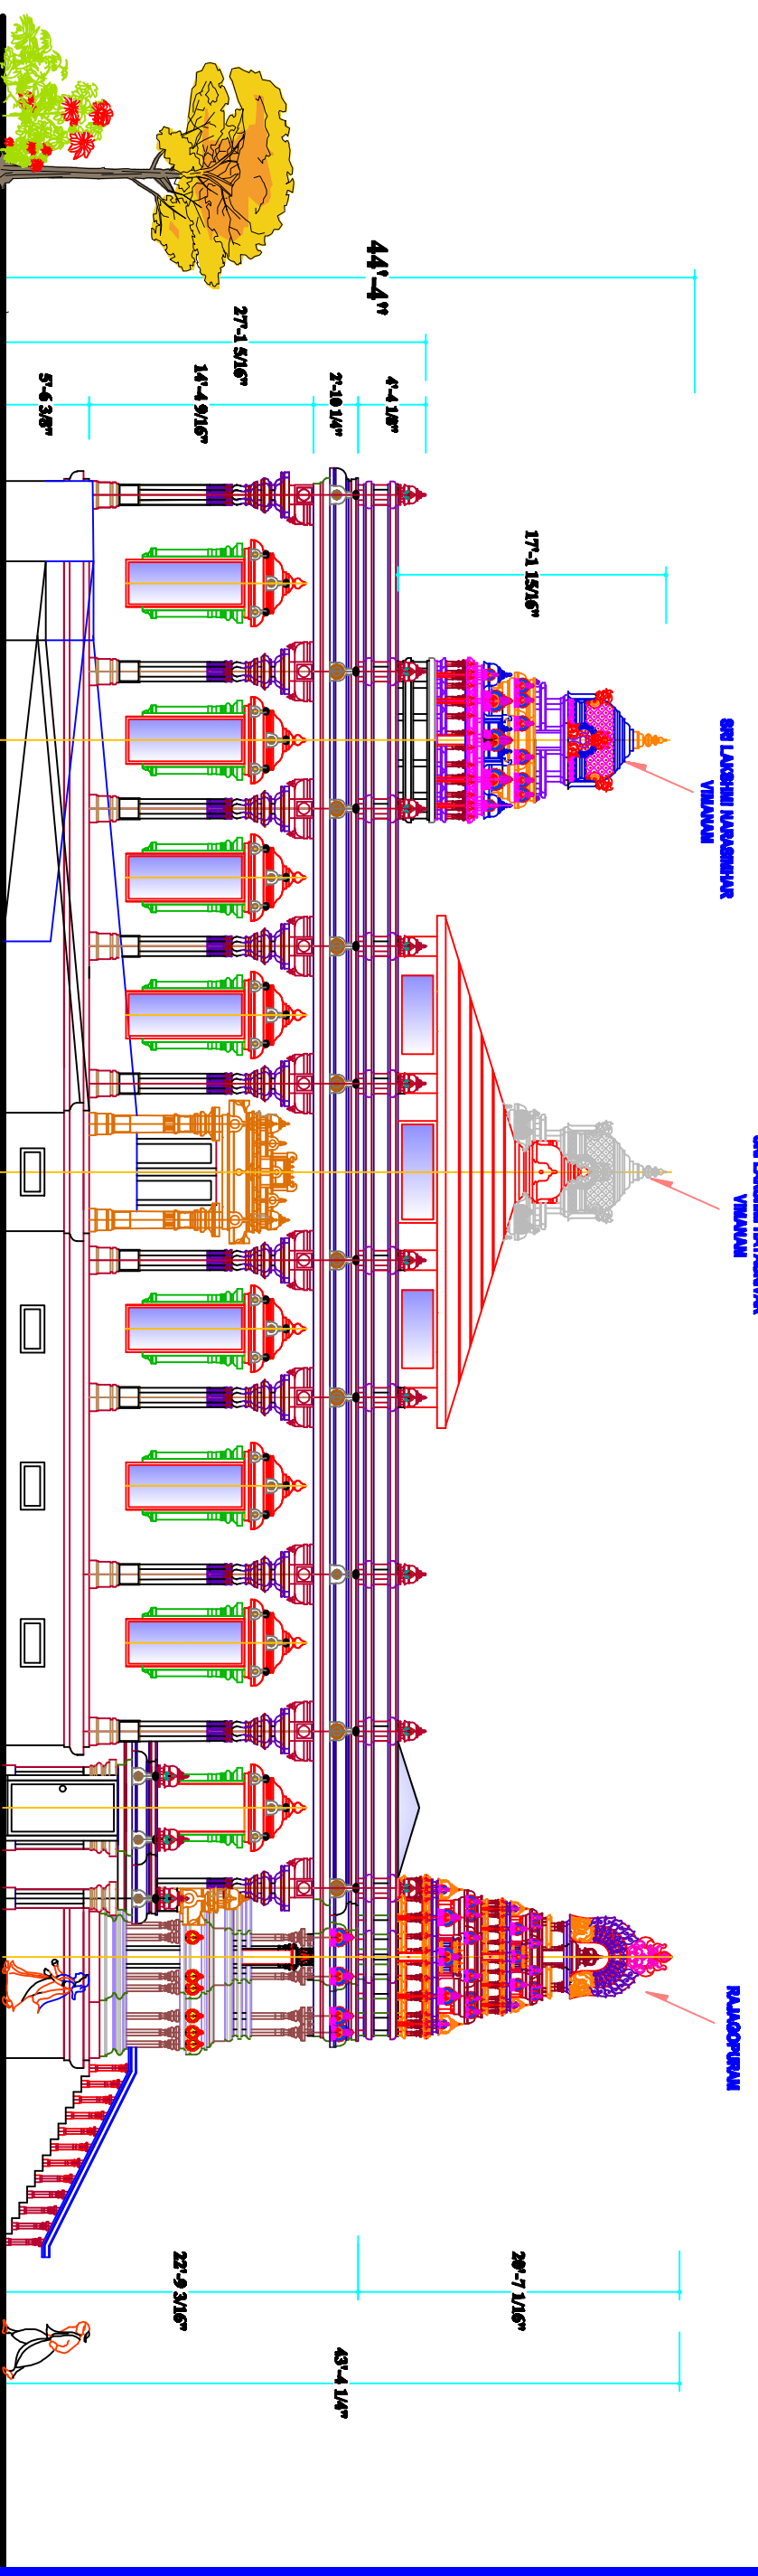 44'-4"
27'-1 5/16"
5'-6 3/8"
14'-4 9/16"
2'-10 1/4"
4'-4 1/8"
17'-1 15/16"
SRI LAKSHMI NARASIMHAR
VIMANAM
VIMANAM
RAJAGOPURAM
22'-9 3/16"
20'-7 1/16"
43'-4 1/4"